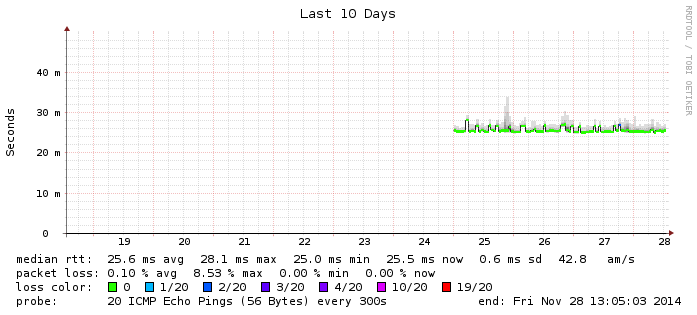 Last 10 Days
RRDTOOL / TOBI OETIKER
Seconds
40 m
30 m
20 m
10 m
0
19 20 21 22 23 24 25 26 27 28
median rtt: 25.6 ms avg 28.1 ms max 25.0 ms min 25.5 ms now 0.6 ms sd 42.8 am/s
packet loss: 0.10 % avg 8.53 % max 0.00 % min 0.00 % now
loss color: 0 1/20 2/20 3/20 4/20 10/20 19/20
probe: 20 ICMP Echo Pings (56 Bytes) every 300s end: Fri Nov 28 13:05:03 2014